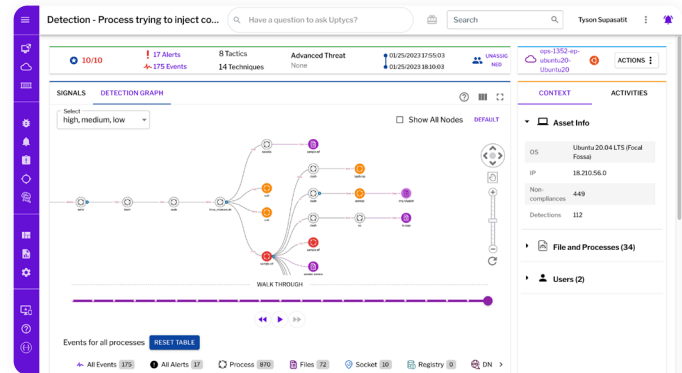 Detection - Process trying to inject co...
Have a question to ask Uptycs?
Search
Tyson Supasatit
10/10
17 Alerts
175 Events
8 Tactics
14 Techniques
Advanced Threat
None
01/25/2023 17:55:03
01/25/2023 18:10:03
UNASSIG
NED
ops-1352-ep-
ubuntu20-
Ubuntu20
ACTIONS
SIGNALS
DETECTION GRAPH
Select
high, medium, low
Show All Nodes
DEFAULT
WALK THROUGH
Events for all processes
RESET TABLE
All Events 175
All Alerts 17
Process 870
Files 72
Socket 10
Registry 0
DN
CONTEXT
ACTIVITIES
Asset Info
OS
Ubuntu 20.04 LTS (Focal
Fossa)
IP
18.210.56.0
Non-
compliances
449
Detections
112
File and Processes (34)
Users (2)